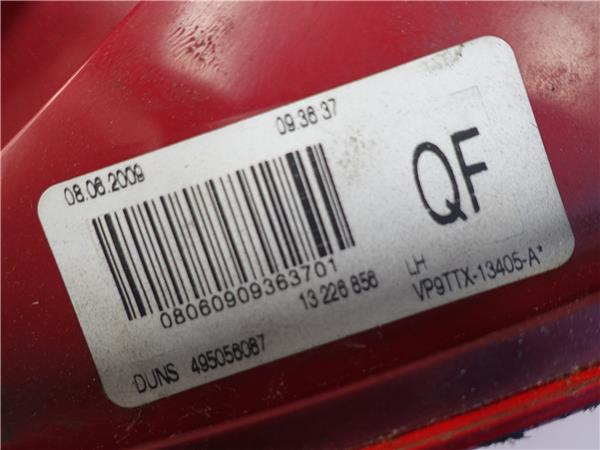 08.06.2009 09 36 37
QF
08060909363701
13 226 856
LH
VP9TTX-13405-A*
DUNS 495056087